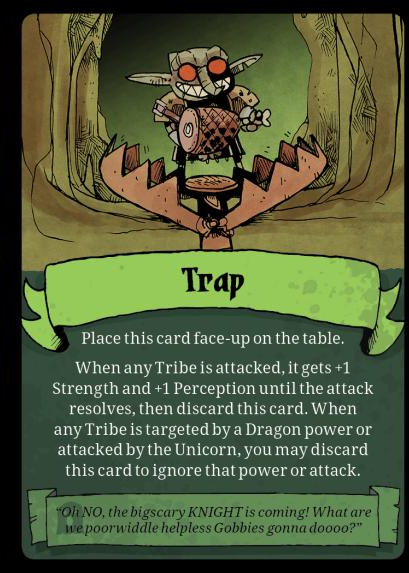 Trap
Place this card face-up on the table.
When any Tribe is attacked, it gets +1
Strength and +1 Perception until the attack
resolves, then discard this card. When
any Tribe is targeted by a Dragon power or
attacked by the Unicorn, you may discard
this card to ignore that power or attack.
“Oh NO, the bigscary KNIGHT is coming! What are
we poorwiddle helpless Gobbies gonna doooo?”